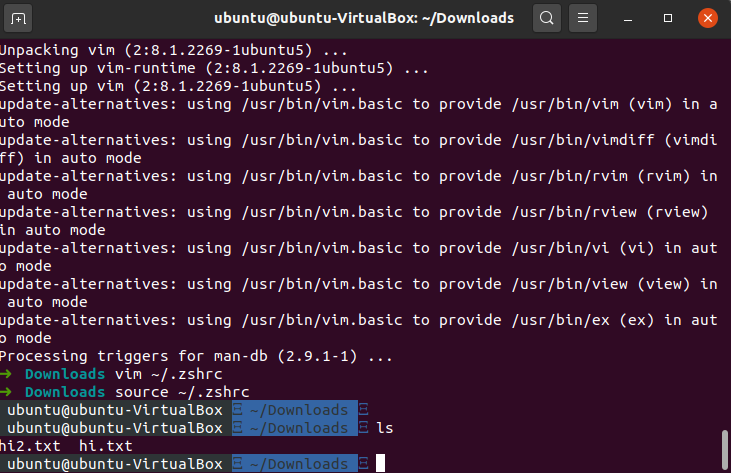 ubuntu@ubuntu-VirtualBox: ~/Downloads
Unpacking vim (2:8.1.2269-1ubuntu5) ...
Setting up vim-runtime (2:8.1.2269-1ubuntu5) ...
Setting up vim (2:8.1.2269-1ubuntu5) ...
update-alternatives: using /usr/bin/vim.basic to provide /usr/bin/vim (vim) in a
uto mode
update-alternatives: using /usr/bin/vim.basic to provide /usr/bin/vimdiff (vimdi
ff) in auto mode
update-alternatives: using /usr/bin/vim.basic to provide /usr/bin/rvim (rvim) in
 auto mode
update-alternatives: using /usr/bin/vim.basic to provide /usr/bin/rview (rview)
in auto mode
update-alternatives: using /usr/bin/vim.basic to provide /usr/bin/vi (vi) in aut
o mode
update-alternatives: using /usr/bin/vim.basic to provide /usr/bin/view (view) in
 auto mode
update-alternatives: using /usr/bin/vim.basic to provide /usr/bin/ex (ex) in aut
o mode
Processing triggers for man-db (2.9.1-1) ...
➜  Downloads vim ~/.zshrc
➜  Downloads source ~/.zshrc
ubuntu@ubuntu-VirtualBox ~/Downloads
ubuntu@ubuntu-VirtualBox ~/Downloads ls
hi2.txt  hi.txt
ubuntu@ubuntu-VirtualBox ~/Downloads